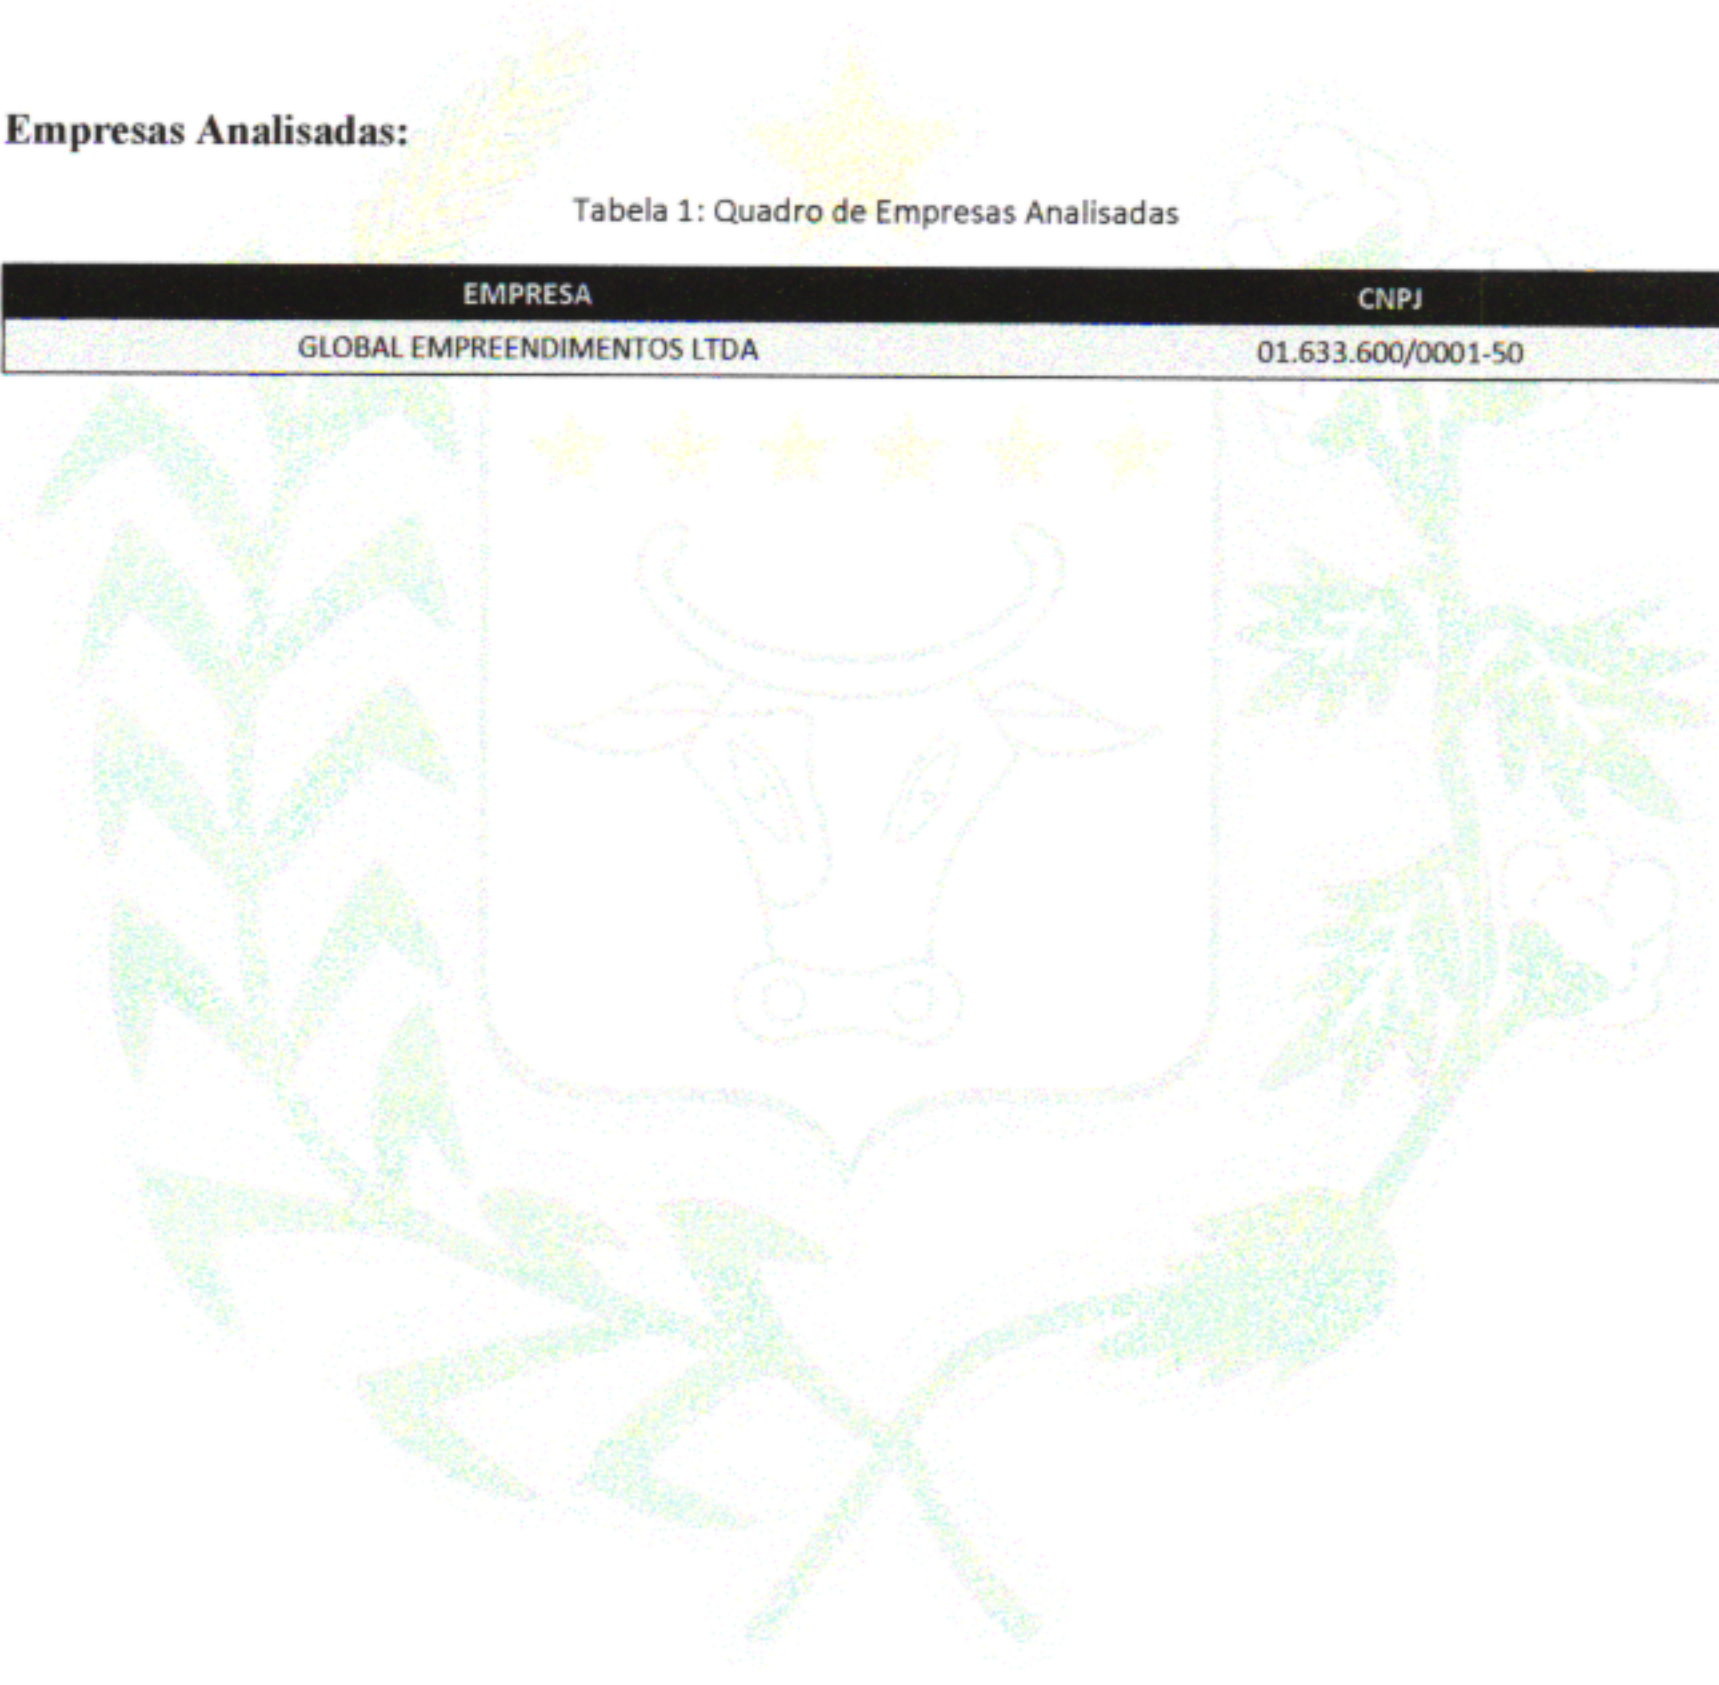 Empresas Analisadas:
Tabela 1: Quadro de Empresas Analisadas
EMPRESA CNPJ
GLOBAL EMPREENDIMENTOS LTDA 01.633.600/0001-50